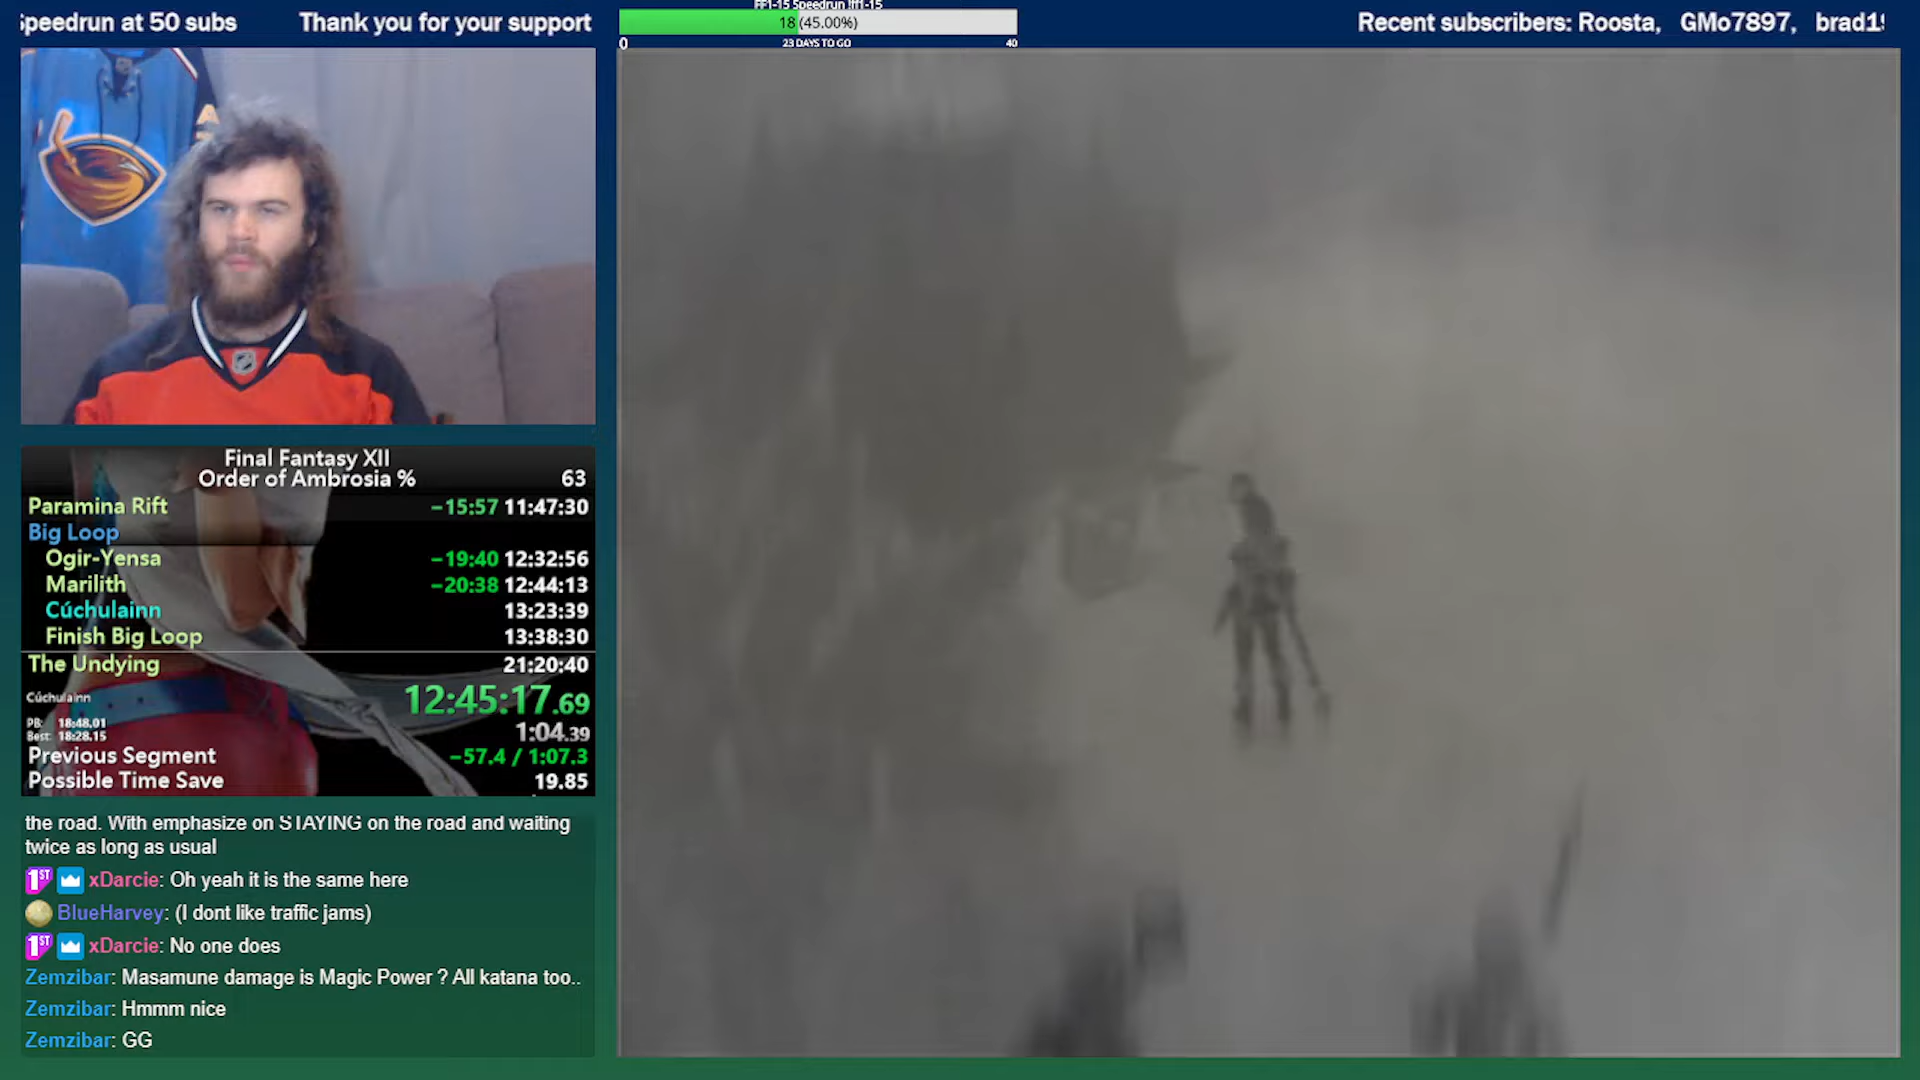 Speedrun at 50 subs Thank you for your support
FF1-15 Speedrun !ff1-15
18 (45.00%)
0 23 DAYS TO GO 40
Recent subscribers: Roosta, GMo7897,
Final Fantasy XII
Order of Ambrosia % 63
Paramina Rift −15:57 11:47:30
Big Loop
Ogir-Yensa −19:40 12:32:56
Marilith −20:38 12:44:13
Cúchulainn 13:23:39
Finish Big Loop 13:38:30
The Undying 21:20:40
Cúchulainn 12:45:17.69
PB: 18:48.01
Best: 18:28.15 1:04.39
Previous Segment −57.4 / 1:07.3
Possible Time Save 19.85
the road. With emphasize on STAYING on the road and waiting
twice as long as usual
1ST xDarcie: Oh yeah it is the same here
BlueHarvey: (I dont like traffic jams)
1ST xDarcie: No one does
Zemzibar: Masamune damage is Magic Power ? All katana too..
Zemzibar: Hmmm nice
Zemzibar: GG